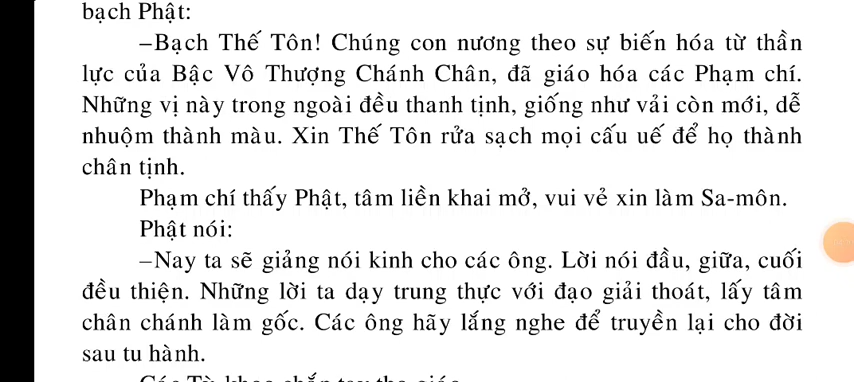 bạch Phật:
–Bạch Thế Tôn! Chúng con nương theo sự biến hóa từ thần
lực của Bậc Vô Thượng Chánh Chân, đã giáo hóa các Phạm chí.
Những vị này trong ngoài đều thanh tịnh, giống như vải còn mới, dễ
nhuộm thành màu. Xin Thế Tôn rửa sạch mọi cấu uế để họ thành
chân tịnh.
Phạm chí thấy Phật, tâm liền khai mở, vui vẻ xin làm Sa-môn.
Phật nói:
–Nay ta sẽ giảng nói kinh cho các ông. Lời nói đầu, giữa, cuối
đều thiện. Những lời ta dạy trung thực với đạo giải thoát, lấy tâm
chân chánh làm gốc. Các ông hãy lắng nghe để truyền lại cho đời
sau tu hành.